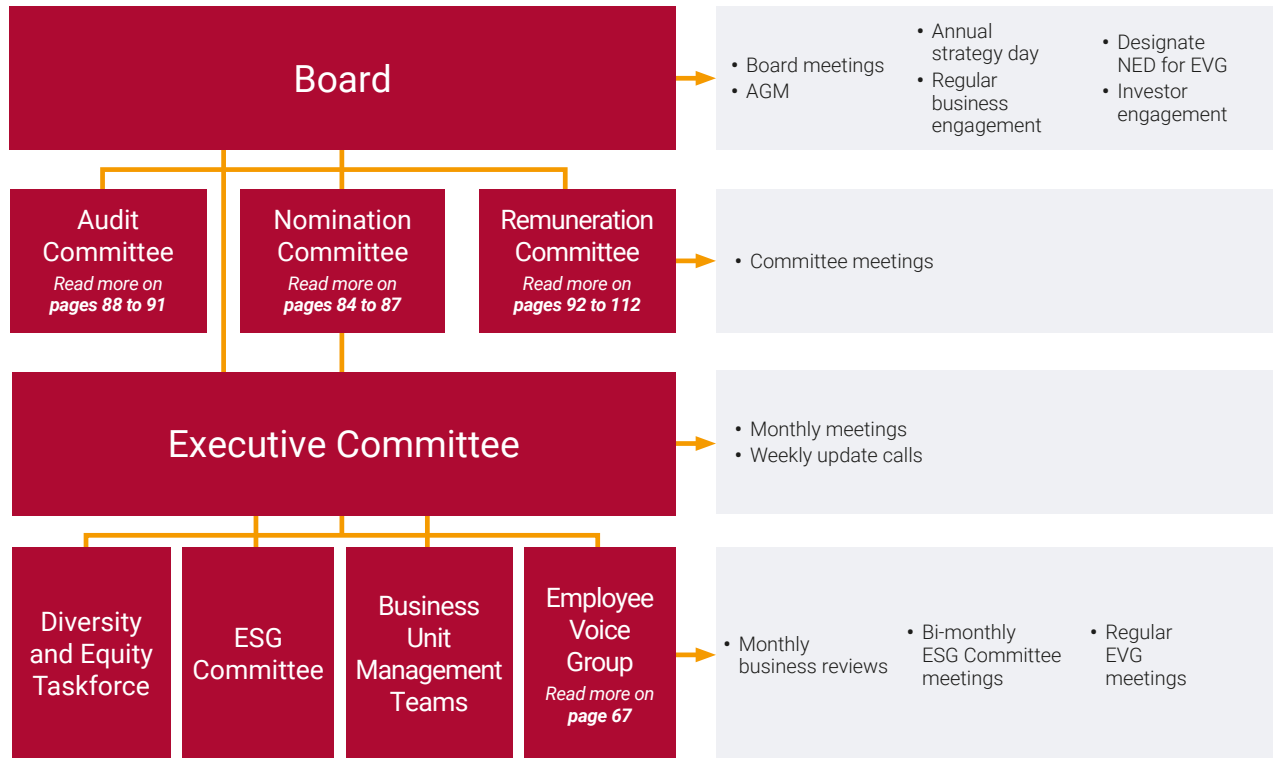 Board
• Board meetings
• AGM
• Annual
strategy day
• Regular
business
engagement
• Designate
NED for EVG
• Investor
engagement
Audit
Committee
Read more on
pages 88 to 91
Nomination
Committee
Read more on
pages 84 to 87
Remuneration
Committee
Read more on
pages 92 to 112
• Committee meetings
Executive Committee
• Monthly meetings
• Weekly update calls
Diversity
and Equity
Taskforce
ESG
Committee
Business
Unit
Management
Teams
Employee
Voice
Group
Read more on
page 67
• Monthly
business reviews
• Bi-monthly
ESG Committee
meetings
• Regular
EVG
meetings